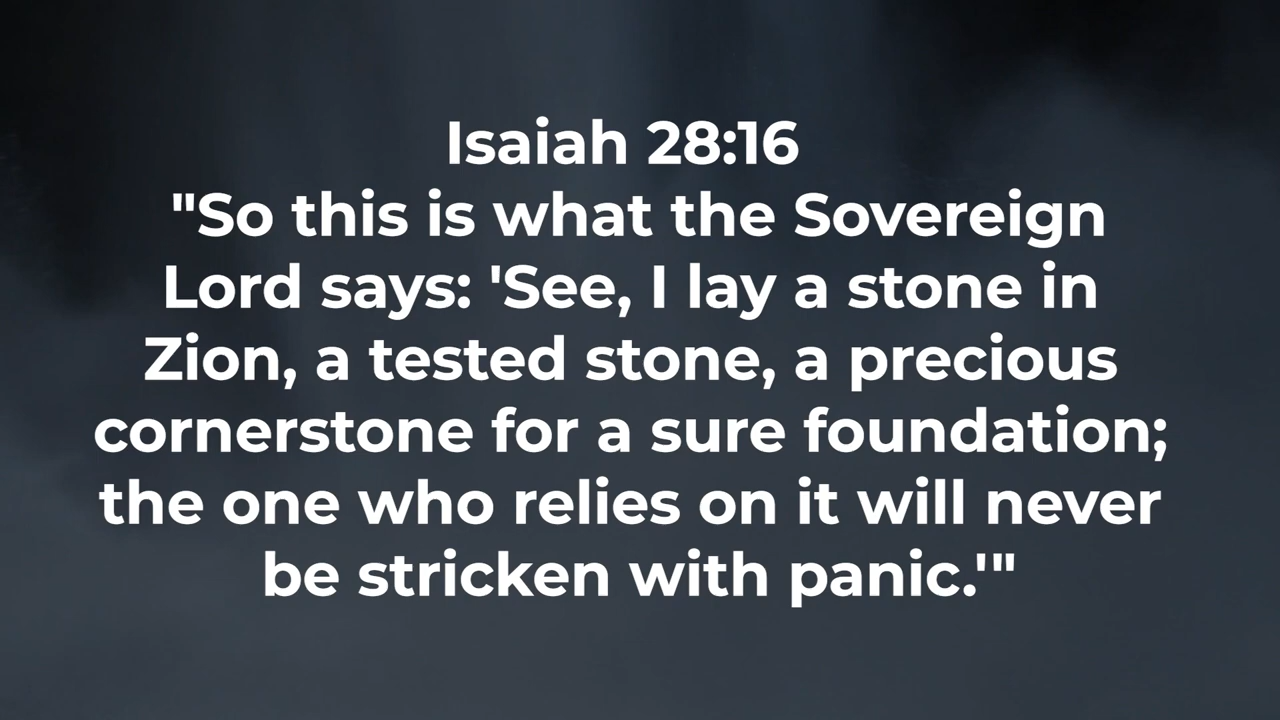 Isaiah 28:16
"So this is what the Sovereign
Lord says: 'See, I lay a stone in
Zion, a tested stone, a precious
cornerstone for a sure foundation;
the one who relies on it will never
be stricken with panic.'"